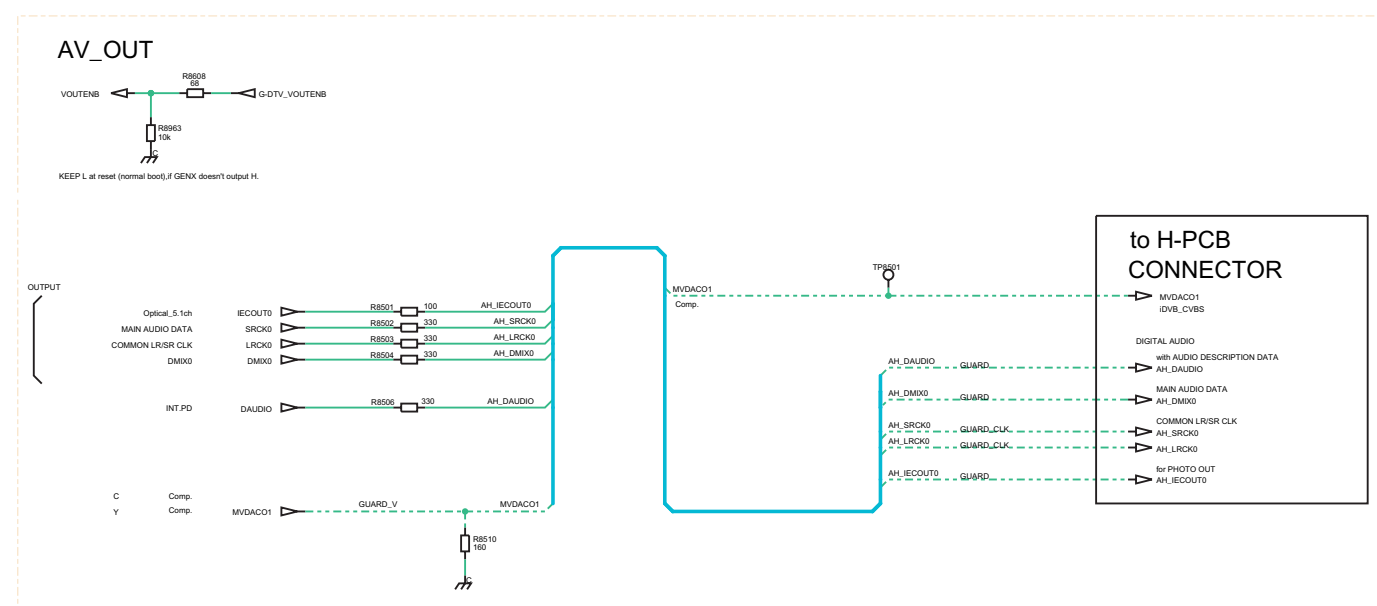 AV_OUT
R8608
68
VOUTENB
G-DTV_VOUTENB
R8963
10k
C
KEEP L at reset (normal boot),if GENX doesn't output H.
to H-PCB
CONNECTOR
TP8501
OUTPUT
MVDACO1
Comp.
MVDACO1
iDVB_CVBS
Optical_5.1ch IECOUT0 R8501 100 AH_IECOUT0
MAIN AUDIO DATA SRCK0 R8502 330 AH_SRCK0
COMMON LR/SR CLK LRCK0 R8503 330 AH_LRCK0
DMIX0 DMIX0 R8504 330 AH_DMIX0
DIGITAL AUDIO
with AUDIO DESCRIPTION DATA
AH_DAUDIO GUARD AH_DAUDIO
MAIN AUDIO DATA
AH_DMIX0 GUARD AH_DMIX0
INT.PD DAUDIO R8506 330 AH_DAUDIO
COMMON LR/SR CLK
AH_SRCK0 GUARD_CLK AH_SRCK0
AH_LRCK0 GUARD_CLK AH_LRCK0
for PHOTO OUT
AH_IECOUT0 GUARD AH_IECOUT0
C Comp.
Y Comp. MVDACO1 GUARD_V MVDACO1
R8510
160
C